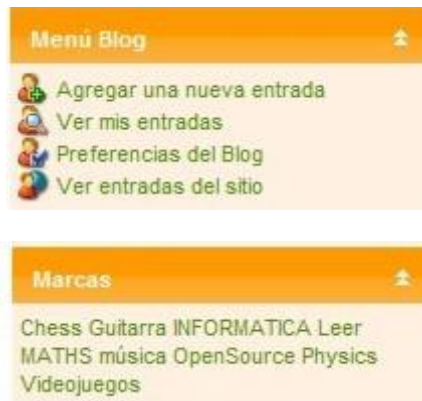 Menú Blog
Agregar una nueva entrada
Ver mis entradas
Preferencias del Blog
Ver entradas del sitio
Marcas
Chess Guitarra INFORMATICA Leer
MATHS música OpenSource Physics
Videojuegos